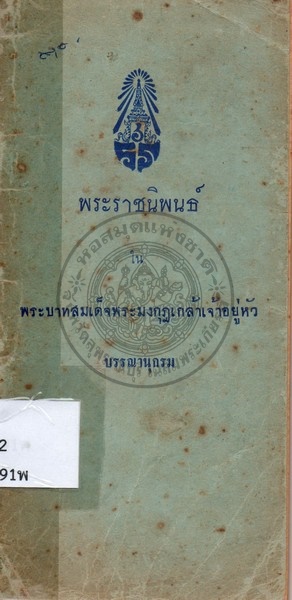 พระราชนิพนธ์
ใน
พระบาทสมเด็จพระมงกุฎเกล้าเจ้าอยู่หัว
บรรณานุกรม
หอสมุดแห่งชาติ
2
91พ